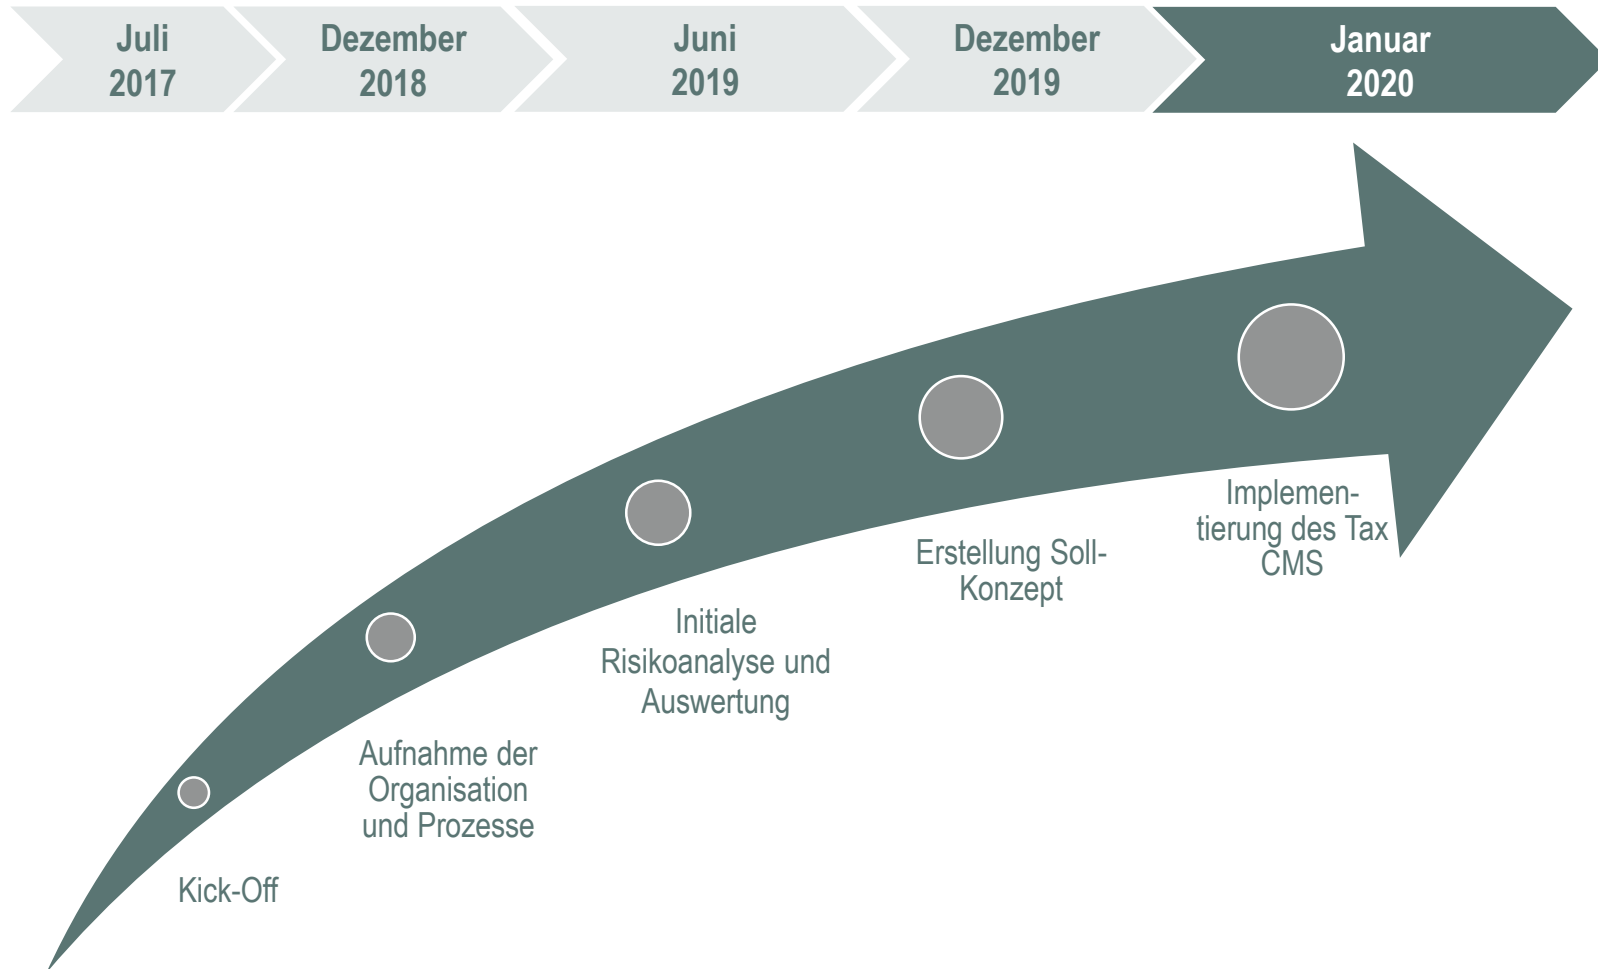 Juli
2017
Dezember
2018
Juni
2019
Dezember
2019
Januar
2020
Kick-Off
Aufnahme der
Organisation
und Prozesse
Initiale
Risikoanalyse und
Auswertung
Erstellung Soll-
Konzept
Implemen-
tierung des Tax
CMS